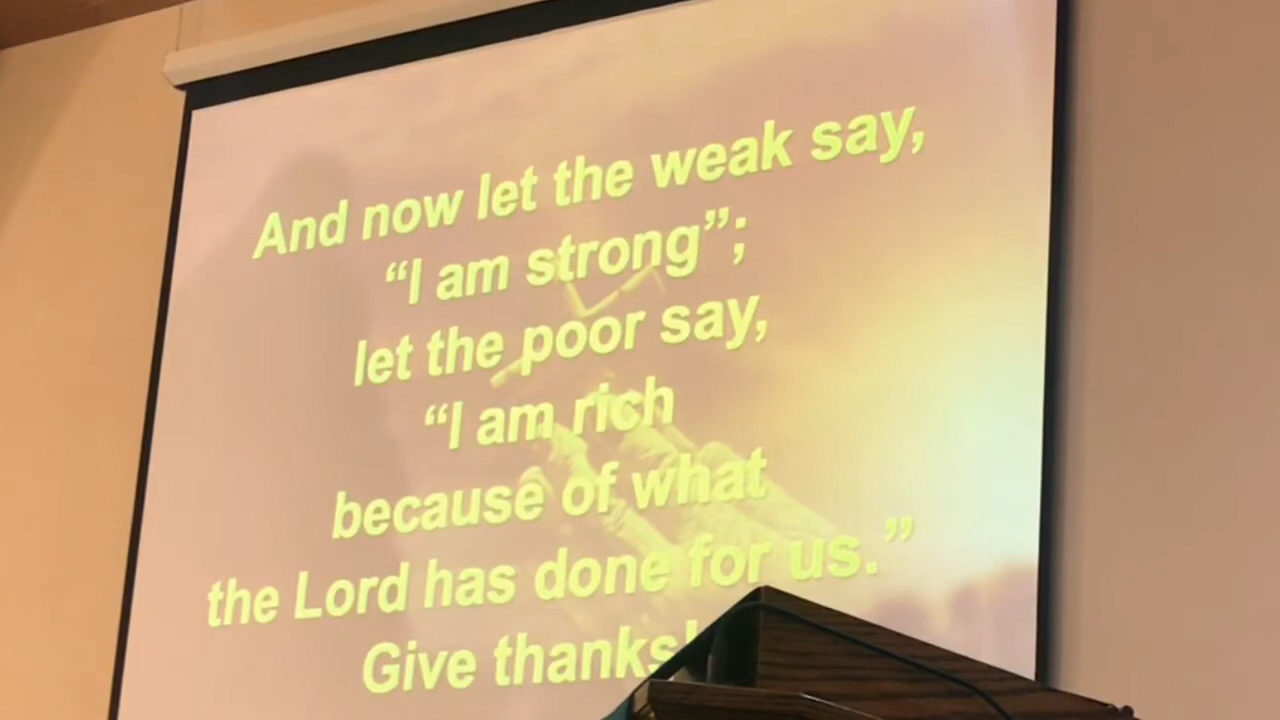 And now let the weak say,
“I am strong”;
let the poor say,
“I am rich
because of what
the Lord has done for us.”
Give thanks!